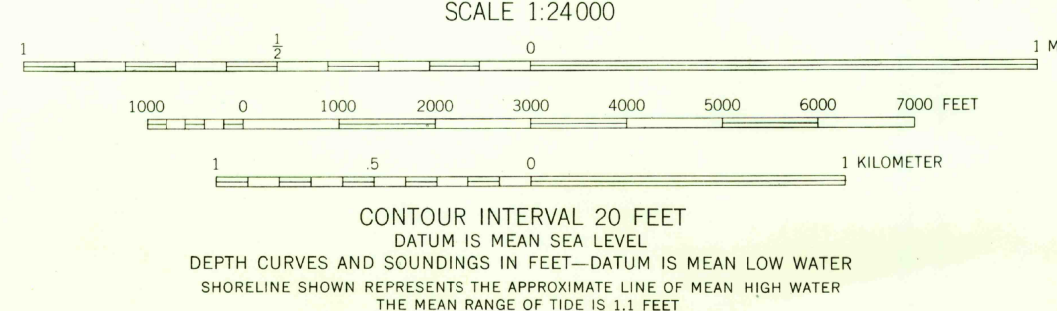 SCALE 1:24000
1 ½ 0 1 M
1000 0 1000 2000 3000 4000 5000 6000 7000 FEET
1 .5 0 1 KILOMETER
CONTOUR INTERVAL 20 FEET
DATUM IS MEAN SEA LEVEL
DEPTH CURVES AND SOUNDINGS IN FEET—DATUM IS MEAN LOW WATER
SHORELINE SHOWN REPRESENTS THE APPROXIMATE LINE OF MEAN HIGH WATER
THE MEAN RANGE OF TIDE IS 1.1 FEET